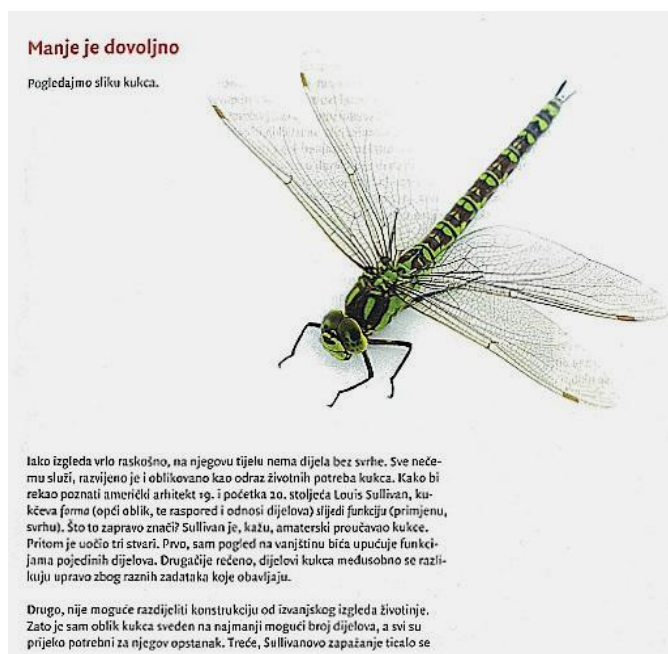 Manje je dovoljno
Pogledajmo sliku kukca.
Iako izgleda vrlo raskošno, na njegovu tijelu nema dijela bez svrhe. Sve neče-
mu služi, razvijeno je i oblikovano kao odraz životnih potreba kukca. Kako bi
rekao poznati američki arhitekt 19. i početka 20. stoljeća Louis Sullivan, ku-
kčeva forma (opći oblik, te raspored i odnosi dijelova) slijedi funkciju (primjenu,
svrhu). Što to zapravo znači? Sullivan je, kažu, amaterski proučavao kukce.
Pritom je uočio tri stvari. Prvo, sam pogled na vanjštinu bića upućuje funkci-
jama pojedinih dijelova. Drugačije rečeno, dijelovi kukca međusobno se razli-
kuju upravo zbog raznih zadataka koje obavljaju.
Drugo, nije moguće razdijeliti konstrukciju od izvanjskog izgleda životinje.
Zato je sam oblik kukca sveden na najmanji mogući broj dijelova, a svi su
prijeko potrebni za njegov opstanak. Treće, Sullivanovo zapažanje ticalo se